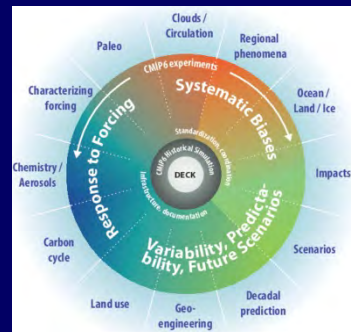 Clouds /
Circulation
Regional
phenomena
Ocean /
Land / Ice
Impacts
Scenarios
Decadal
prediction
Geo-
engineering
Land use
Carbon
cycle
Chemistry /
Aerosols
Characterizing
forcing
Paleo
CMIP6 experiments
Systematic Biases
Response to Forcing
Variability, Predicta-
bility, Future Scenarios
Standardization, coordination
Infrastructure, documentation
CMIP6 Historical Simulation
DECK